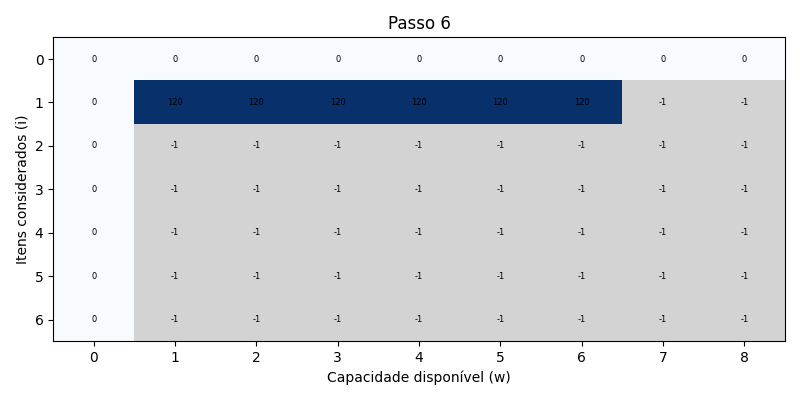 Passo 6
0 0 0 0 0 0 0 0 0 0
1 0 120 120 120 120 120 120 -1 -1
2 0 -1 -1 -1 -1 -1 -1 -1 -1
3 0 -1 -1 -1 -1 -1 -1 -1 -1
4 0 -1 -1 -1 -1 -1 -1 -1 -1
5 0 -1 -1 -1 -1 -1 -1 -1 -1
6 0 -1 -1 -1 -1 -1 -1 -1 -1
0 1 2 3 4 5 6 7 8
Itens considerados (i)
Capacidade disponível (w)